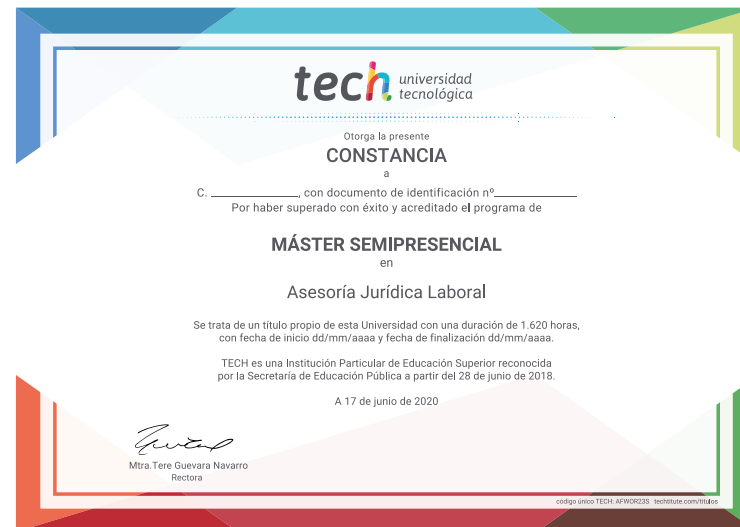 tech universidad
tecnológica
Otorga la presente
CONSTANCIA
a
C. ______________, con documento de identificación nº_____________
Por haber superado con éxito y acreditado el programa de
MÁSTER SEMIPRESENCIAL
en
Asesoría Jurídica Laboral
Se trata de un título propio de esta Universidad con una duración de 1.620 horas,
con fecha de inicio dd/mm/aaaa y fecha de finalización dd/mm/aaaa.
TECH es una Institución Particular de Educación Superior reconocida
por la Secretaría de Educación Pública a partir del 28 de junio de 2018.
A 17 de junio de 2020
Mtra.Tere Guevara Navarro
Rectora
código único TECH: AFWOR23S techtitute.com/titulos